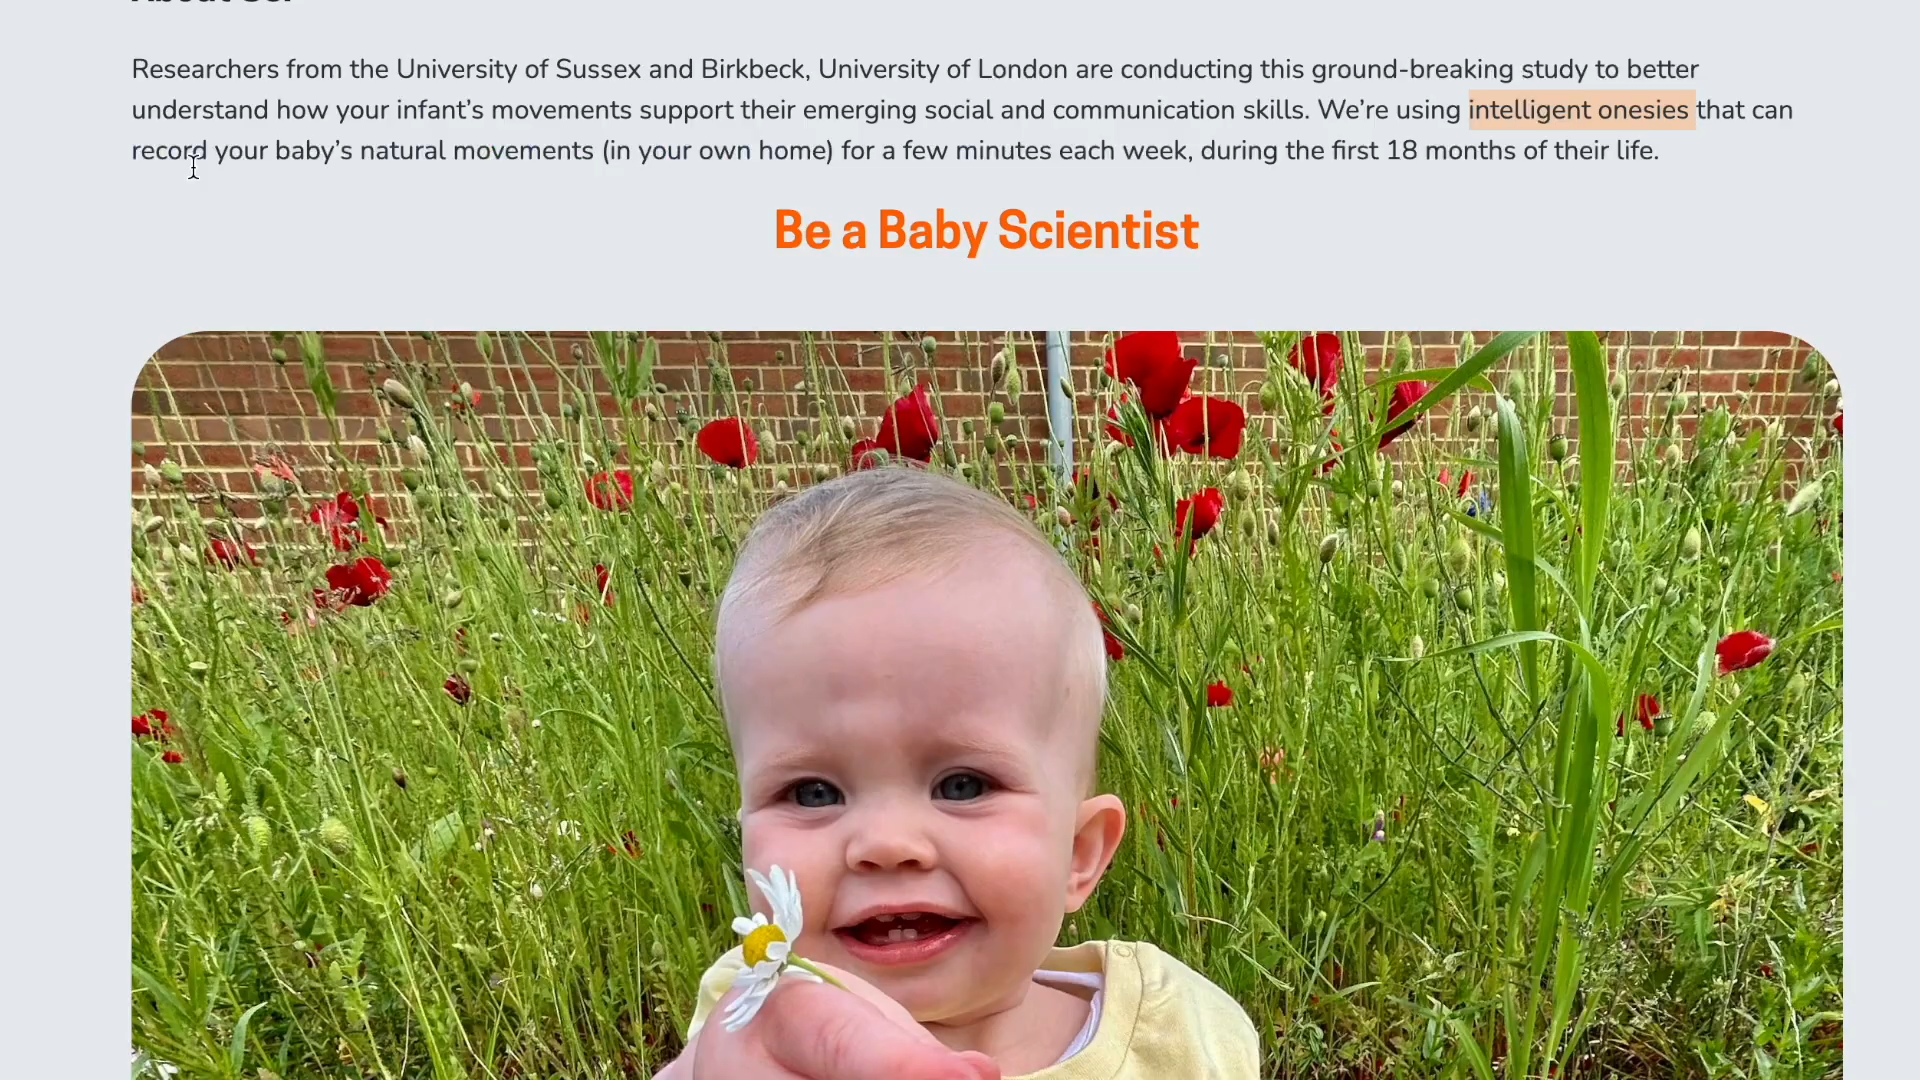 Researchers from the University of Sussex and Birkbeck, University of London are conducting this ground-breaking study to better
understand how your infant’s movements support their emerging social and communication skills. We’re using intelligent onesies that can
record your baby’s natural movements (in your own home) for a few minutes each week, during the first 18 months of their life.
Be a Baby Scientist